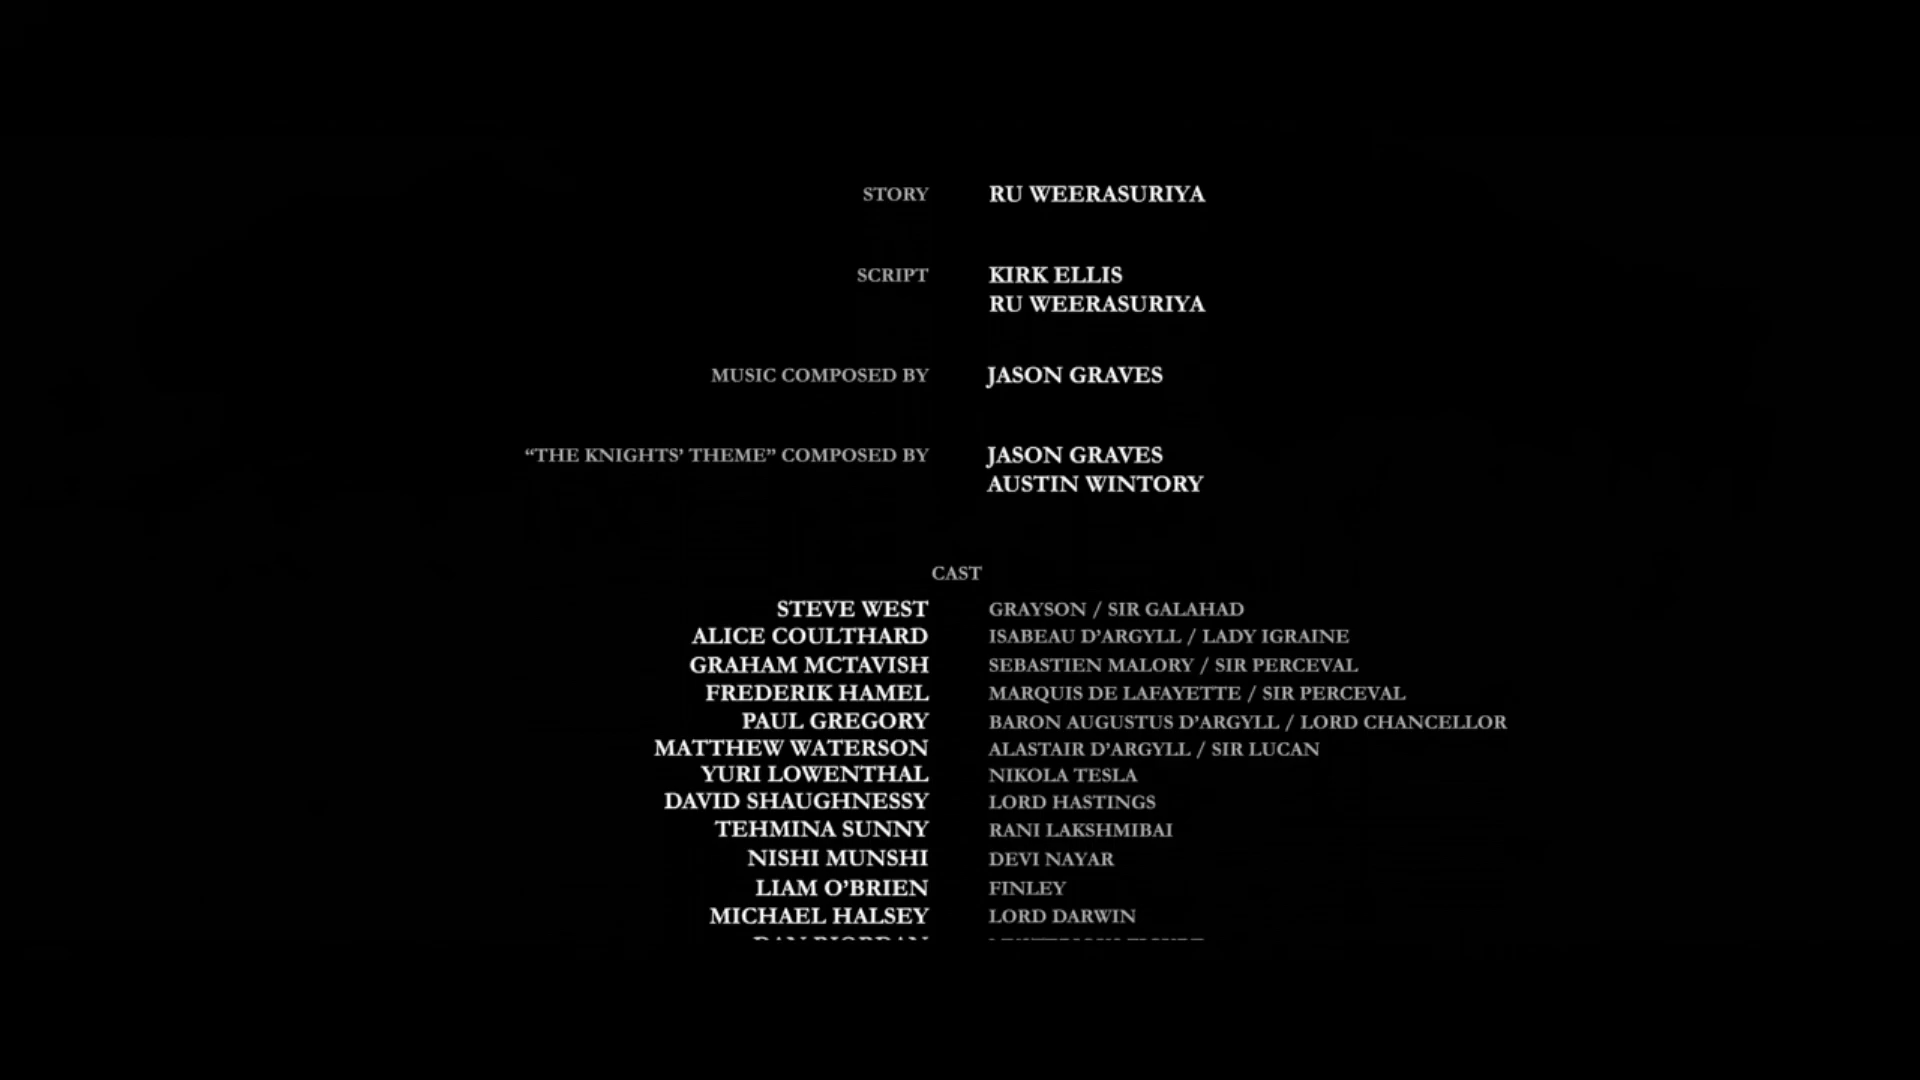 STORY RU WEERASURIYA
SCRIPT KIRK ELLIS
RU WEERASURIYA
MUSIC COMPOSED BY JASON GRAVES
“THE KNIGHTS’ THEME” COMPOSED BY JASON GRAVES
AUSTIN WINTORY
CAST
STEVE WEST GRAYSON / SIR GALAHAD
ALICE COULTHARD ISABEAU D’ARGYLL / LADY IGRAINE
GRAHAM MCTAVISH SEBASTIEN MALORY / SIR PERCEVAL
FREDERIK HAMEL MARQUIS DE LAFAYETTE / SIR PERCEVAL
PAUL GREGORY BARON AUGUSTUS D’ARGYLL / LORD CHANCELLOR
MATTHEW WATERSON ALASTAIR D’ARGYLL / SIR LUCAN
YURI LOWENTHAL NIKOLA TESLA
DAVID SHAUGHNESSY LORD HASTINGS
TEHMINA SUNNY RANI LAKSHMIBAI
NISHI MUNSHI DEVI NAYAR
LIAM O’BRIEN FINLEY
MICHAEL HALSEY LORD DARWIN